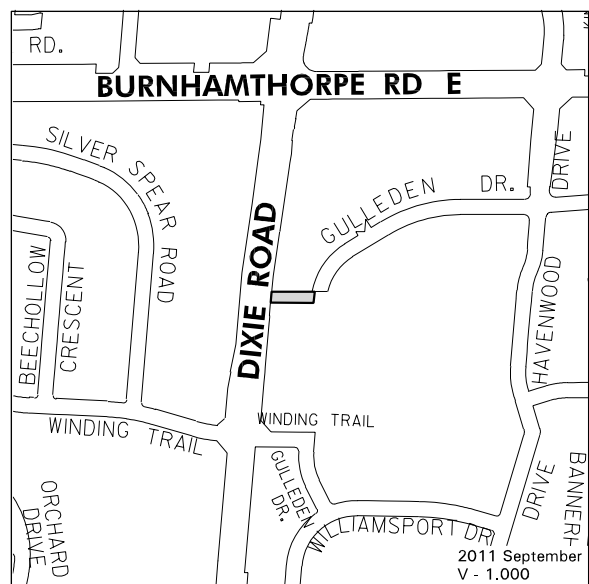 RD.
BURNHAMTHORPE RD E
SILVER SPEAR ROAD
GULLEDEN DR.
DRIVE
DIXIE ROAD
BEECHOLLOW
CRESCENT
HAVENWOOD
WINDING TRAIL
WINDING TRAIL
GULLEDEN
DR.
WILLIAMSPORT DR
DRIVE
BANNER-
ORCHARD
DRIVE
2011 September
V - 1.000